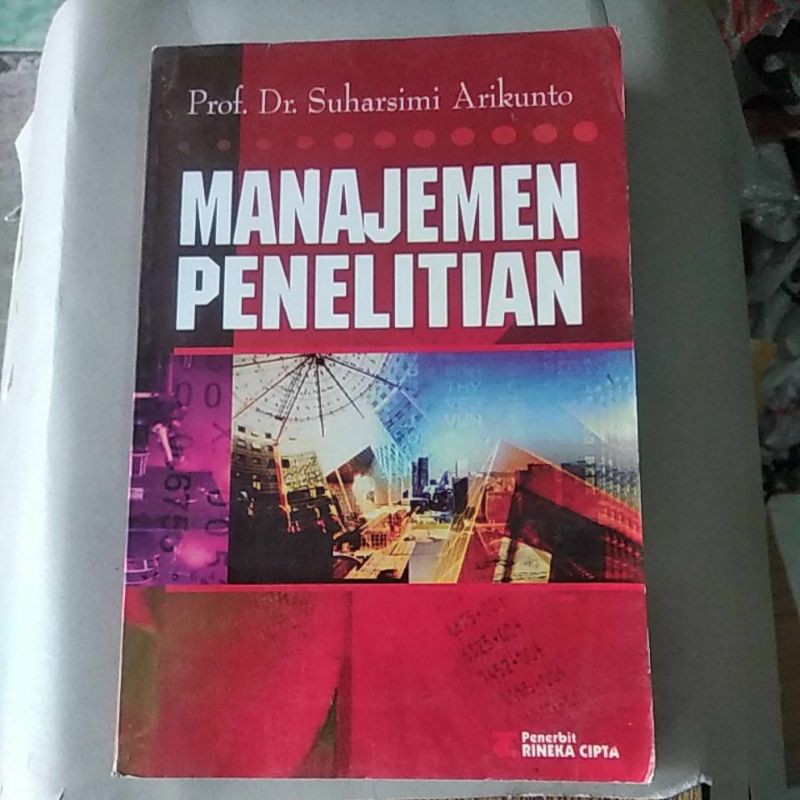 Prof. Dr. Suharsimi Arikunto
MANAJEMEN
PENELITIAN
Penerbit
RINEKA CIPTA